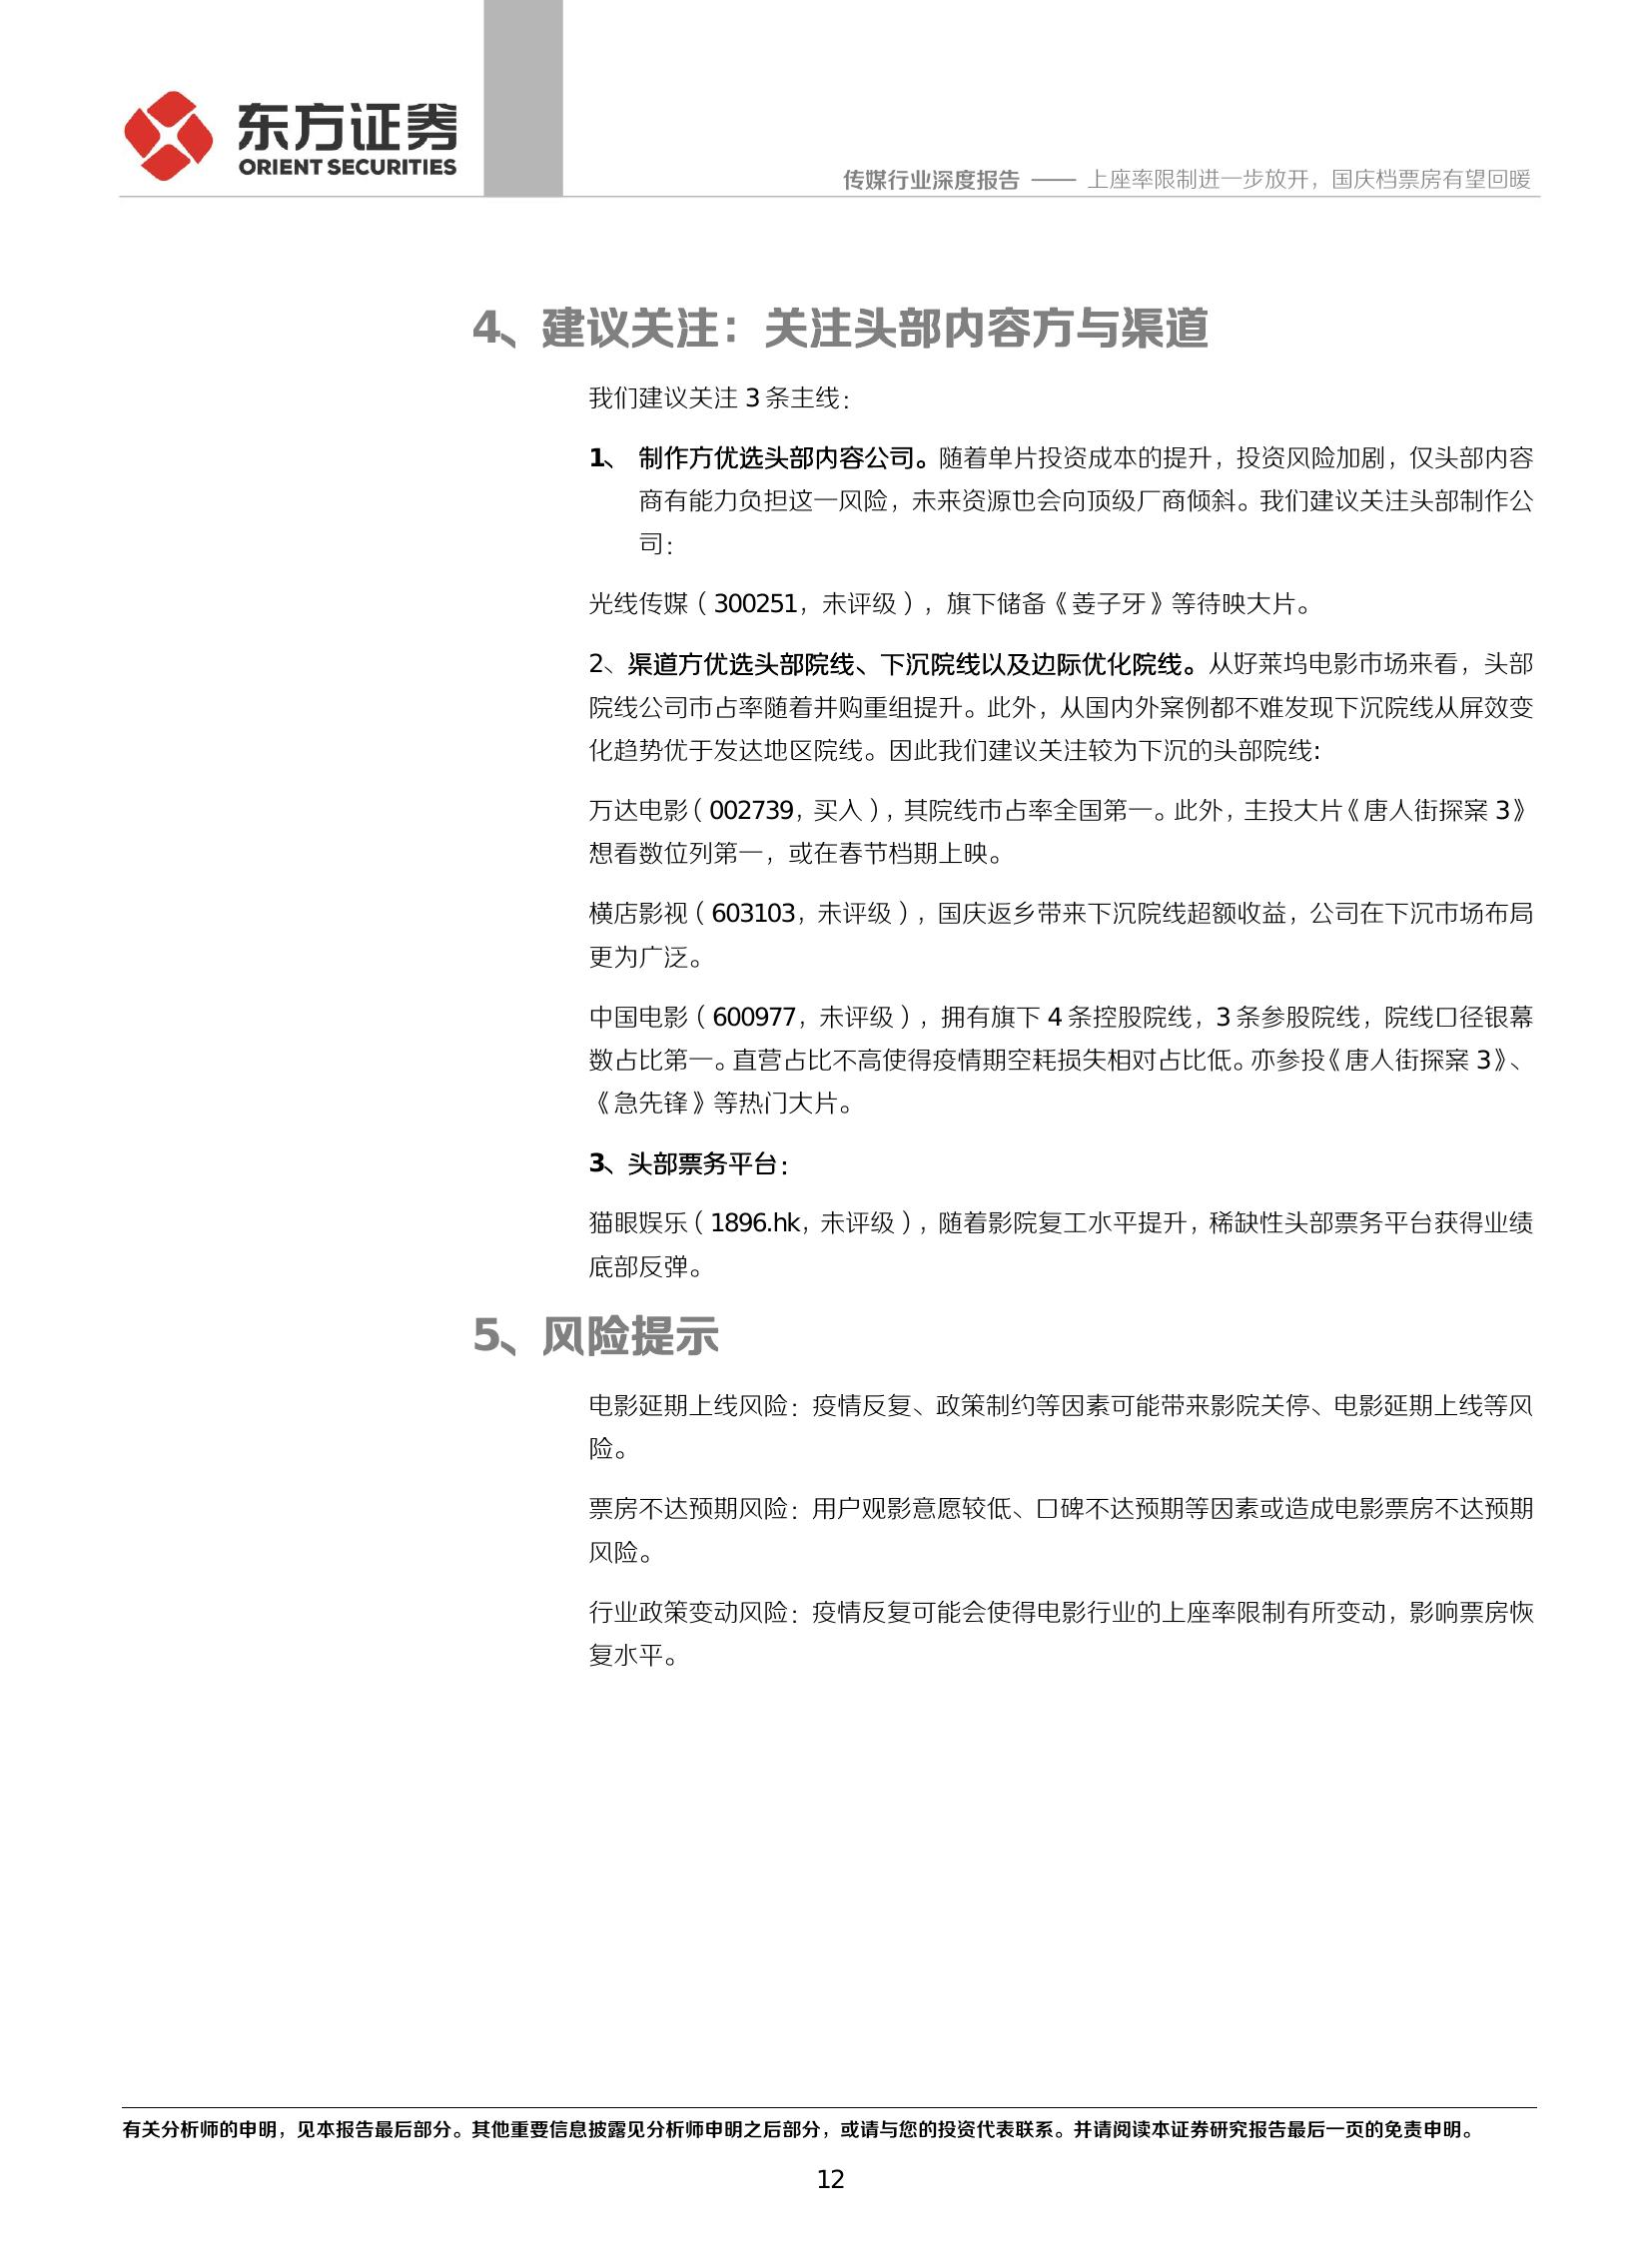 东方证券
ORIENT SECURITIES
传媒行业深度报告 —— 上座率限制进一步放开，国庆档票房有望回暖
4、建议关注：关注头部内容方与渠道
我们建议关注 3 条主线：
1、 制作方优选头部内容公司。随着单片投资成本的提升，投资风险加剧，仅头部内容
商有能力负担这一风险，未来资源也会向顶级厂商倾斜。我们建议关注头部制作公
司：
光线传媒（300251，未评级），旗下储备《姜子牙》等待映大片。
2、渠道方优选头部院线、下沉院线以及边际优化院线。从好莱坞电影市场来看，头部
院线公司市占率随着并购重组提升。此外，从国内外案例都不难发现下沉院线从屏效变
化趋势优于发达地区院线。因此我们建议关注较为下沉的头部院线:
万达电影（002739，买入），其院线市占率全国第一。此外，主投大片《唐人街探案 3》
想看数位列第一，或在春节档期上映。
横店影视（603103，未评级），国庆返乡带来下沉院线超额收益，公司在下沉市场布局
更为广泛。
中国电影（600977，未评级），拥有旗下 4 条控股院线，3 条参股院线，院线口径银幕
数占比第一。直营占比不高使得疫情期空耗损失相对占比低。亦参投《唐人街探案 3》、
《急先锋》等热门大片。
3、头部票务平台：
猫眼娱乐（1896.hk，未评级），随着影院复工水平提升，稀缺性头部票务平台获得业绩
底部反弹。
5、风险提示
电影延期上线风险：疫情反复、政策制约等因素可能带来影院关停、电影延期上线等风
险。
票房不达预期风险：用户观影意愿较低、口碑不达预期等因素或造成电影票房不达预期
风险。
行业政策变动风险：疫情反复可能会使得电影行业的上座率限制有所变动，影响票房恢
复水平。
有关分析师的申明，见本报告最后部分。其他重要信息披露见分析师申明之后部分，或请与您的投资代表联系。并请阅读本证券研究报告最后一页的免责申明。
12